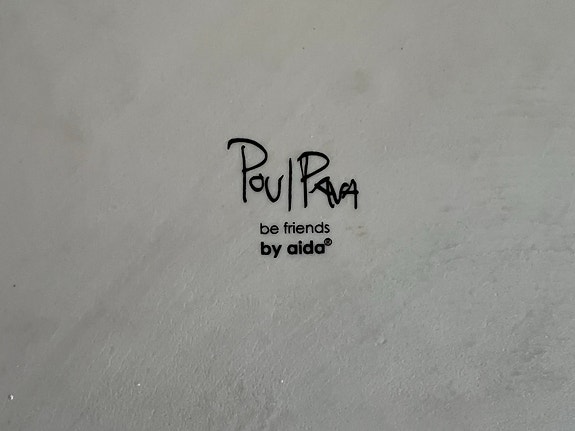 Poul Pava
be friends
by aida®